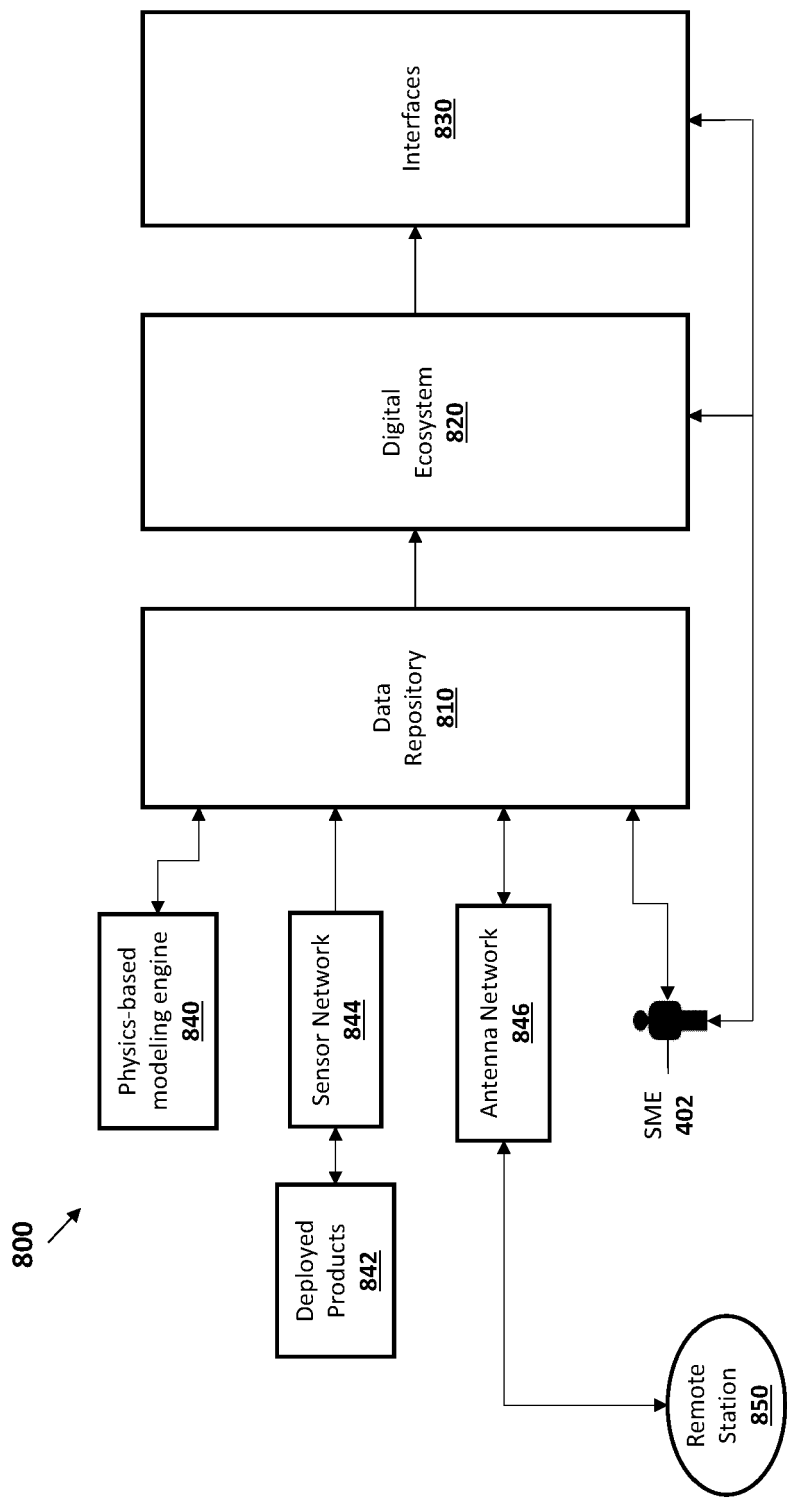 800
Physics-based
modeling engine
840
Deployed
Products
842
Sensor Network
844
Remote
Station
850
Antenna Network
846
SME
402
Data
Repository
810
Digital
Ecosystem
820
Interfaces
830